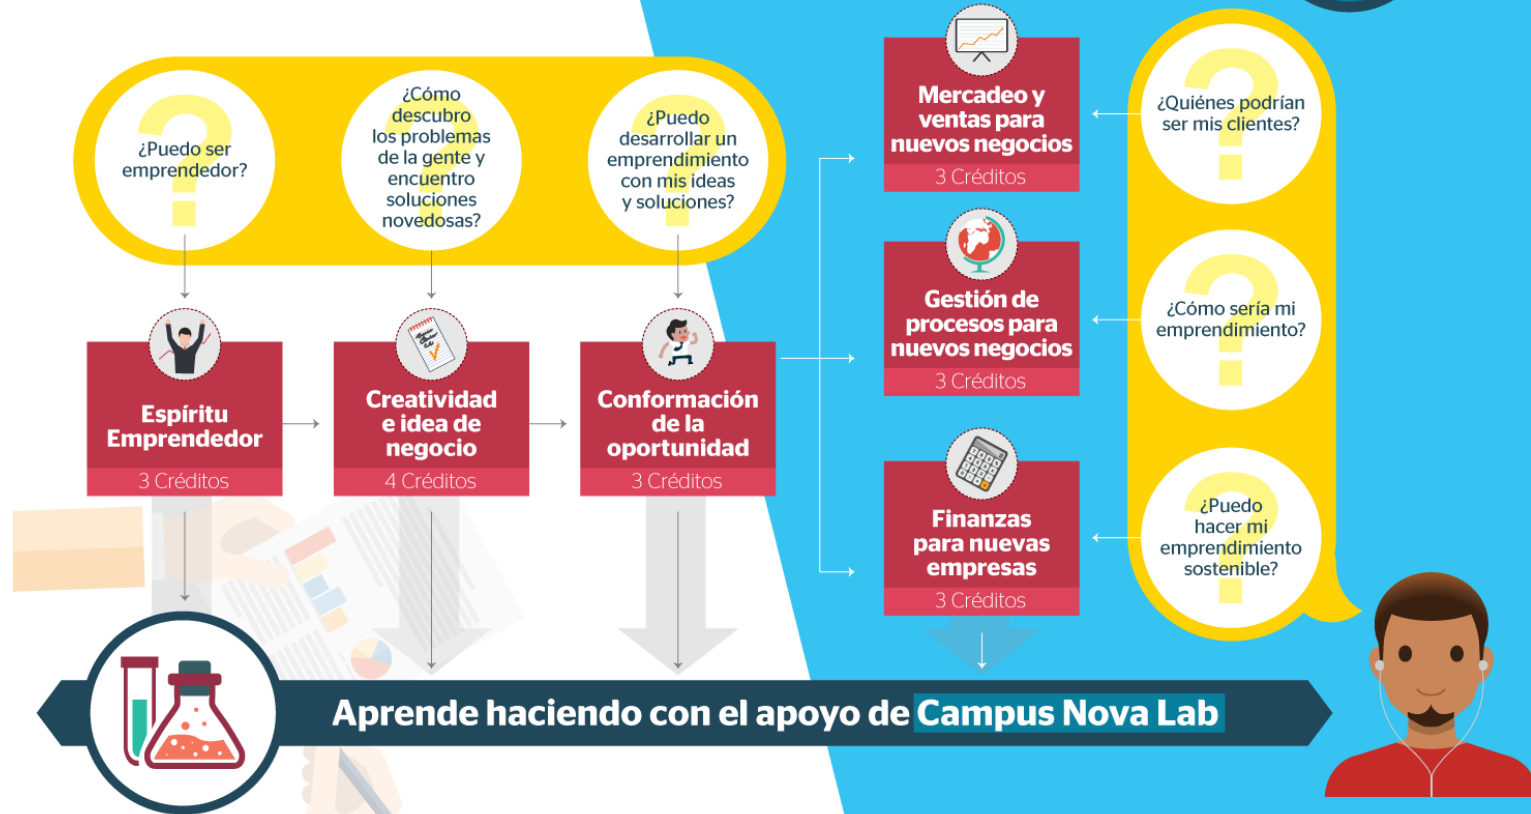 ¿Puedo ser
emprendedor?
¿Cómo
descubro
los problemas
de la gente y
encuentro
soluciones
novedosas?
¿Puedo
desarrollar un
emprendimiento
con mis ideas
y soluciones?
Espíritu
Emprendedor
3 Créditos
Creatividad
e idea de
negocio
4 Créditos
Conformación
de la
oportunidad
3 Créditos
Mercadeo y
ventas para
nuevos negocios
3 Créditos
¿Quiénes podrían
ser mis clientes?
Gestión de
procesos para
nuevos negocios
3 Créditos
¿Cómo sería mi
emprendimiento?
Finanzas
para nuevas
empresas
3 Créditos
¿Puedo
hacer mi
emprendimiento
sostenible?
Aprende haciendo con el apoyo de Campus Nova Lab